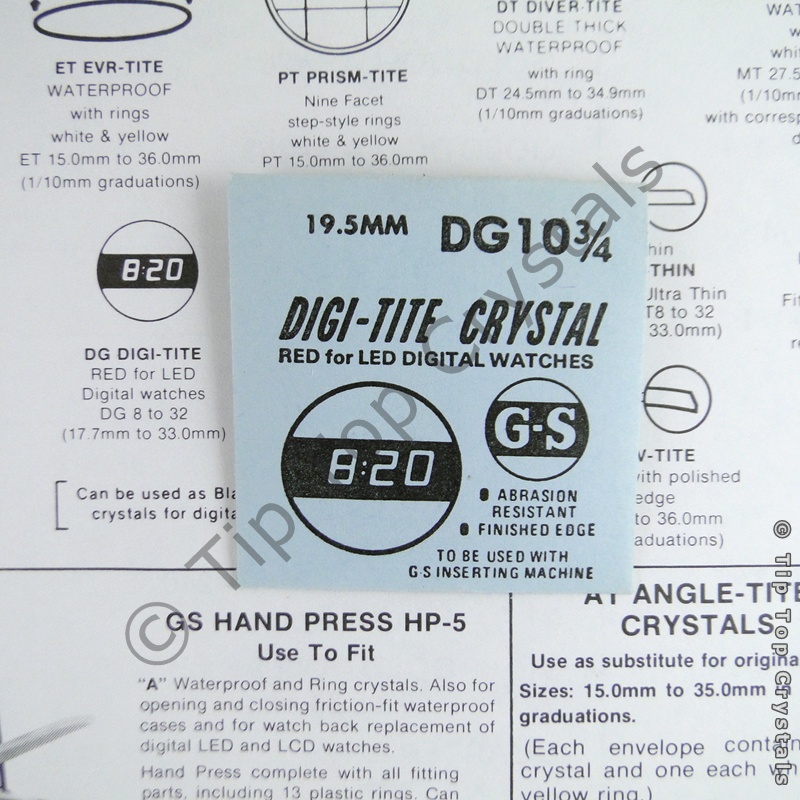 ET EVR-TITE
WATERPROOF
with rings
white & yellow
ET 15.0mm to 36.0mm
(1/10mm graduations)
PT PRISM-TITE
Nine Facet
step-style rings
white & yellow
PT 15.0mm to 36.0mm
DT DIVER-TITE
DOUBLE THICK
WATERPROOF
with ring
DT 24.5mm to 34.9mm
(1/10mm graduations)
MT 27.5
(1/10m
with corresp
8:20
DG DIGI-TITE
RED for LED
Digital watches
DG 8 to 32
(17.7mm to 33.0mm)
Can be used as Bla
crystals for digita
19.5MM DG10¾
DIGI-TITE CRYSTAL
RED for LED DIGITAL WATCHES
8:20
G-S
ABRASION
RESISTANT
FINISHED EDGE
TO BE USED WITH
G-S INSERTING MACHINE
hin
-THIN
Ultra Thin
T8 to 32
33.0mm)
W-TITE
with polished
edge
to 36.0mm
aduations)
GS HAND PRESS HP-5
Use To Fit
"A" Waterproof and Ring crystals. Also for
opening and closing friction-fit waterproof
cases and for watch back replacement of
digital LED and LCD watches.
Hand Press complete with all fitting
parts, including 13 plastic rings. Can
AT ANGLE-TITE
CRYSTALS
Use as substitute for origina
Sizes: 15.0mm to 35.0mm in
graduations.
(Each envelope contain
crystal and one each w
yellow ring.)
© Tip Top Crystals
© Tip Top Crystals